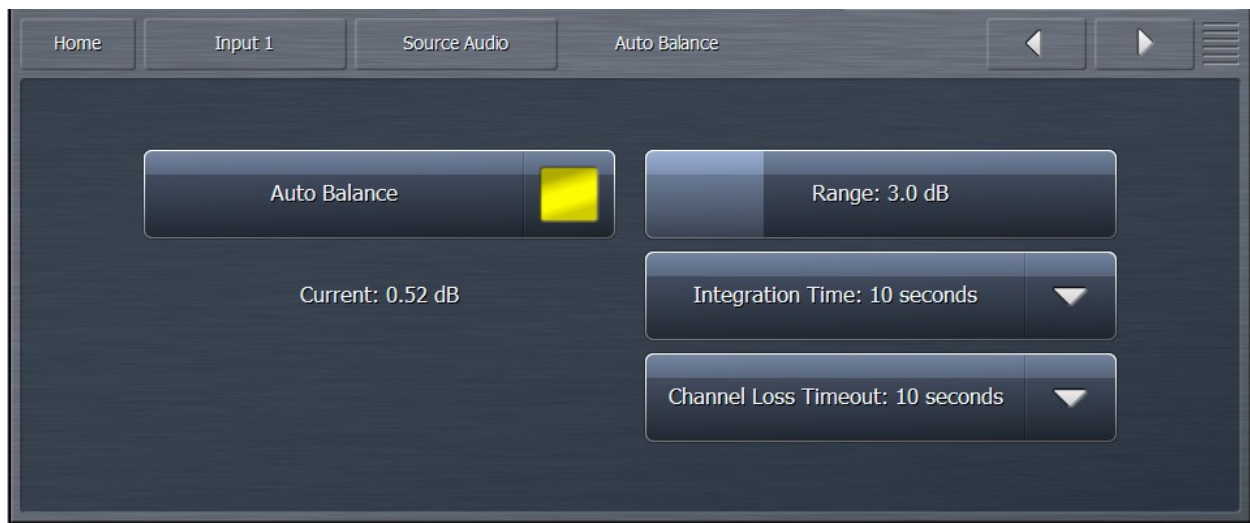 Home Input 1 Source Audio Auto Balance
Auto Balance Range: 3.0 dB
Current: 0.52 dB Integration Time: 10 seconds
Channel Loss Timeout: 10 seconds